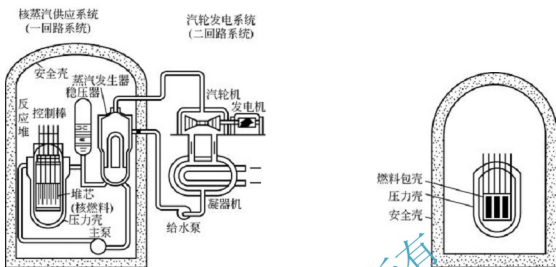 核蒸汽供应系统
(一回路系统)
汽轮发电系统
(二回路系统)
安全壳
蒸汽发生器
稳压器
反应堆
控制棒
汽轮机
发电机
堆芯
(核燃料)
压力壳
主泵
凝器机
给水泵
燃料包壳
压力壳
安全壳
有